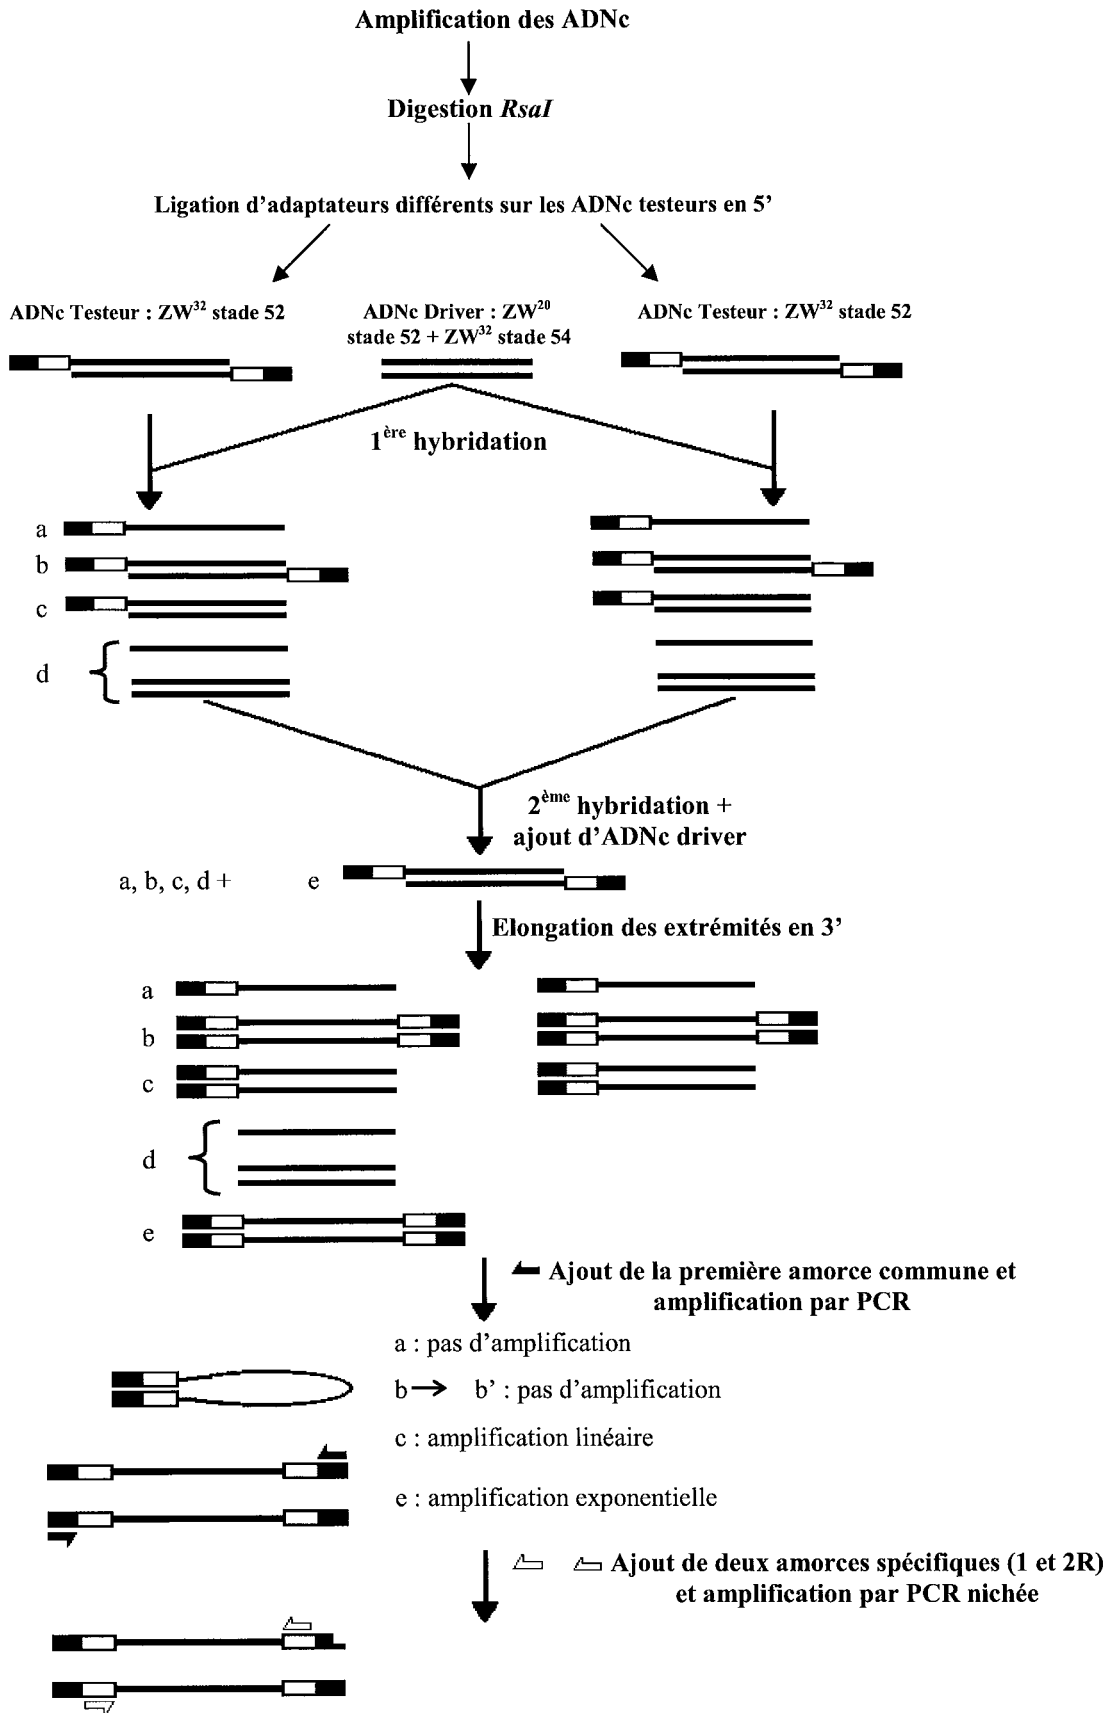 Amplification des ADNc
Digestion RsaI
Ligation d'adaptateurs différents sur les ADNc testeurs en 5'
ADNc Testeur : ZW32 stade 52
ADNc Driver : ZW20
stade 52 + ZW32 stade 54
ADNc Testeur : ZW32 stade 52
1ère hybridation
a
b
c
d
2ème hybridation +
ajout d'ADNc driver
a, b, c, d +
e
Elongation des extrémités en 3'
a
b
c
d
e
Ajout de la première amorce commune et
amplification par PCR
a : pas d'amplification
b → b' : pas d'amplification
c : amplification linéaire
e : amplification exponentielle
Ajout de deux amorces spécifiques (1 et 2R)
et amplification par PCR nichée